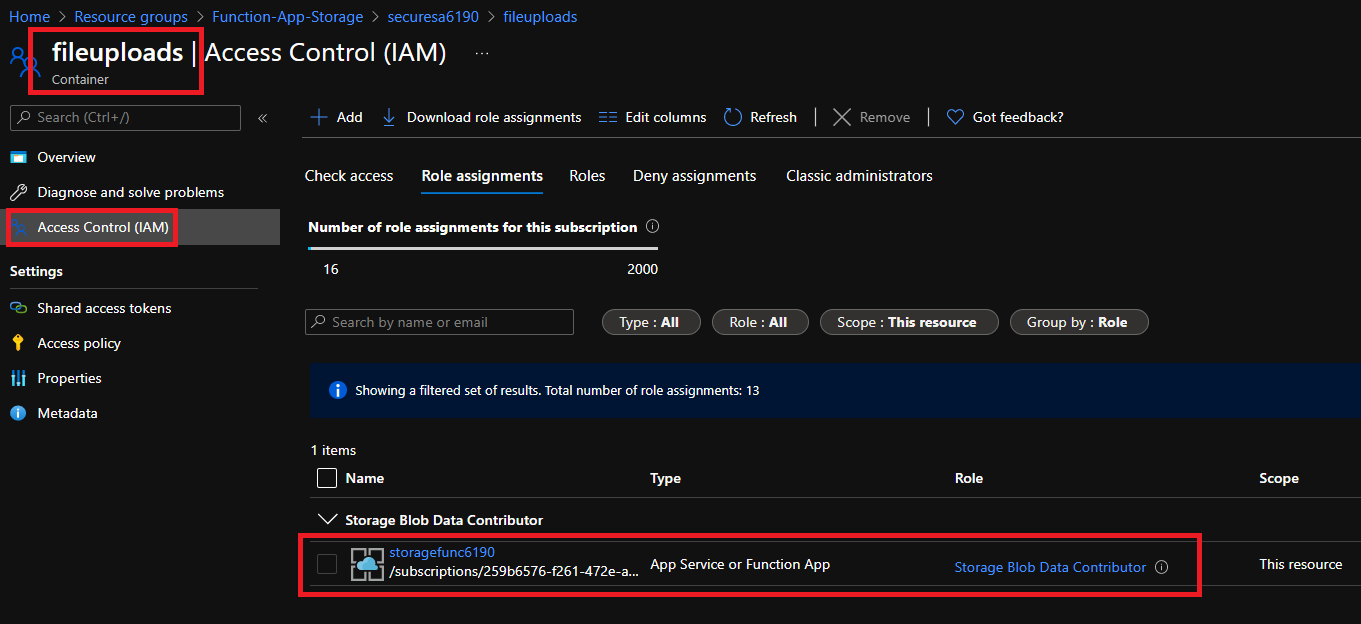 Home > Resource groups > Function-App-Storage > securesa6190 > fileuploads
fileuploads | Access Control (IAM) ...
Container
Search (Ctrl+/) «
Add Download role assignments Edit columns Refresh | Remove | Got feedback?
Overview
Diagnose and solve problems
Access Control (IAM)
Settings
Shared access tokens
Access policy
Properties
Metadata
Check access Role assignments Roles Deny assignments Classic administrators
Number of role assignments for this subscription
16 2000
Search by name or email Type : All Role : All Scope : This resource Group by : Role
Showing a filtered set of results. Total number of role assignments: 13
1 items
Name Type Role Scope
Storage Blob Data Contributor
storagefunc6190
/subscriptions/259b6576-f261-472e-a... App Service or Function App Storage Blob Data Contributor This resource